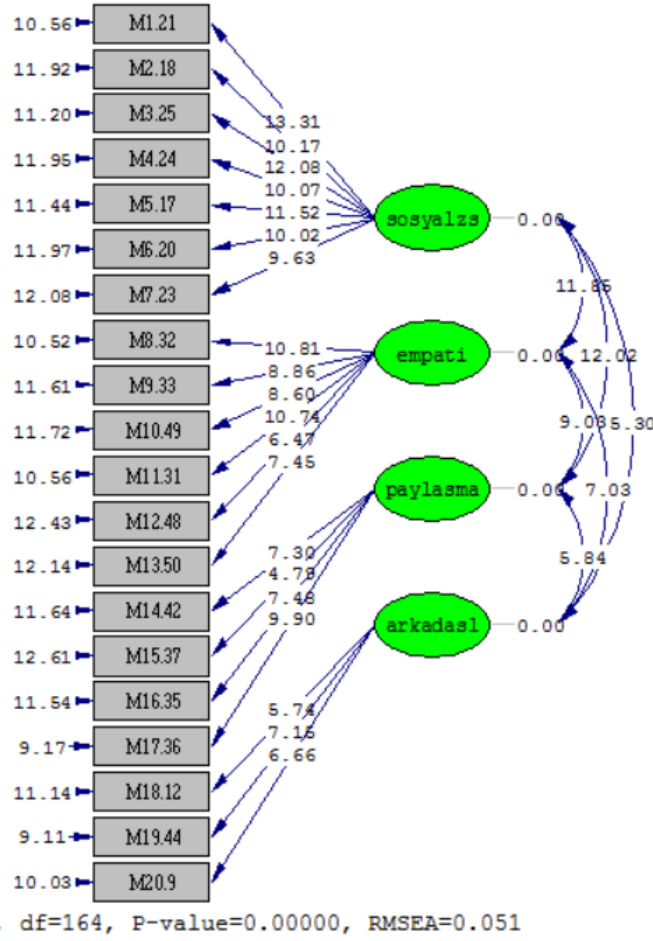 10.56 M1.21
11.92 M2.18
11.20 M3.25
11.95 M4.24
11.44 M5.17
11.97 M6.20
12.08 M7.23
10.52 M8.32
11.61 M9.33
11.72 M10.49
10.56 M11.31
12.43 M12.48
12.14 M13.50
11.64 M14.42
12.61 M15.37
11.54 M16.35
9.17 M17.36
11.14 M18.12
9.11 M19.44
10.03 M20.9
13.31
10.17
12.08
10.07
11.52
10.02
9.63
10.81
8.86
8.60
10.74
6.47
7.45
7.30
4.79
7.48
9.90
5.74
7.15
6.66
sosyalzs 0.00
empati 0.00
paylasma 0.00
arkadasl 0.00
11.85
12.02
9.03
5.30
7.03
5.84
df=164, P-value=0.00000, RMSEA=0.051